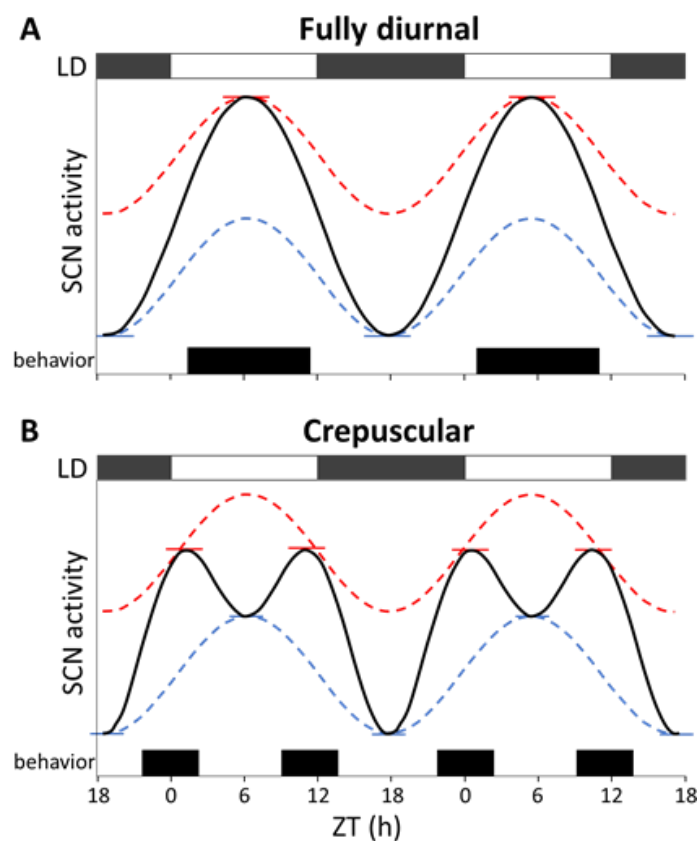 A Fully diurnal
LD
SCN activity
behavior
B Crepuscular
LD
SCN activity
behavior
18 0 6 12 18 0 6 12 18
ZT (h)